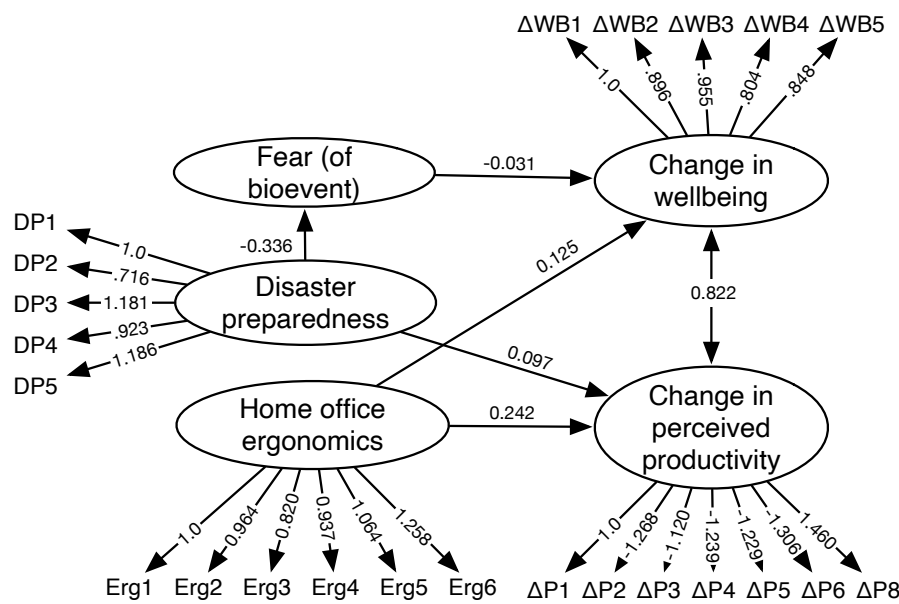 ΔWB1 ΔWB2 ΔWB3 ΔWB4 ΔWB5
1.0 .896 .955 .804 .848
Fear (of
bioevent)
-0.031
Change in
wellbeing
DP1
DP2
DP3
DP4
DP5
1.0
.716
1.181
.923
1.186
-0.336
Disaster
preparedness
0.125
0.097
0.822
Home office
ergonomics
0.242
Change in
perceived
productivity
1.0 0.964 0.820 0.937 1.064 1.258
Erg1 Erg2 Erg3 Erg4 Erg5 Erg6
1.0 -1.268 -1.120 -1.239 -1.229 -1.306 1.460
ΔP1 ΔP2 ΔP3 ΔP4 ΔP5 ΔP6 ΔP8